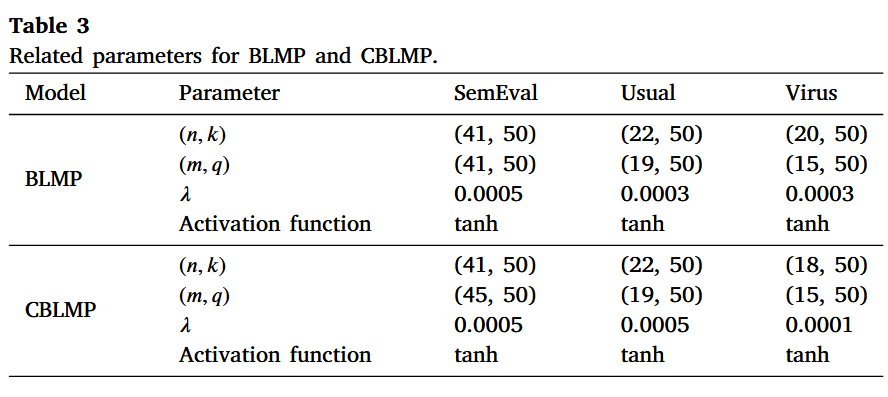 Table 3
Related parameters for BLMP and CBLMP.
Model Parameter SemEval Usual Virus
BLMP
(n, k) (41, 50) (22, 50) (20, 50)
(m, q) (41, 50) (19, 50) (15, 50)
λ 0.0005 0.0003 0.0003
Activation function tanh tanh tanh
CBLMP
(n, k) (41, 50) (22, 50) (18, 50)
(m, q) (45, 50) (19, 50) (15, 50)
λ 0.0005 0.0005 0.0001
Activation function tanh tanh tanh